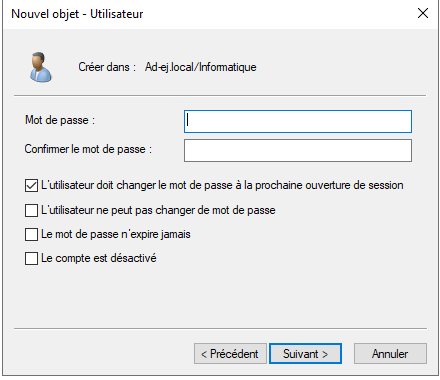 Nouvel objet - Utilisateur
Créer dans : Ad-ej.local/Informatique
Mot de passe :
Confirmer le mot de passe :
L'utilisateur doit changer le mot de passe à la prochaine ouverture de session
L'utilisateur ne peut pas changer de mot de passe
Le mot de passe n'expire jamais
Le compte est désactivé
< Précédent Suivant > Annuler